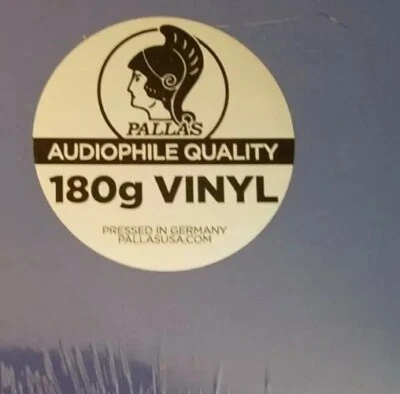 PALLAS
AUDIOPHILE QUALITY
180g VINYL
PRESSED IN GERMANY
PALLASUSA.COM